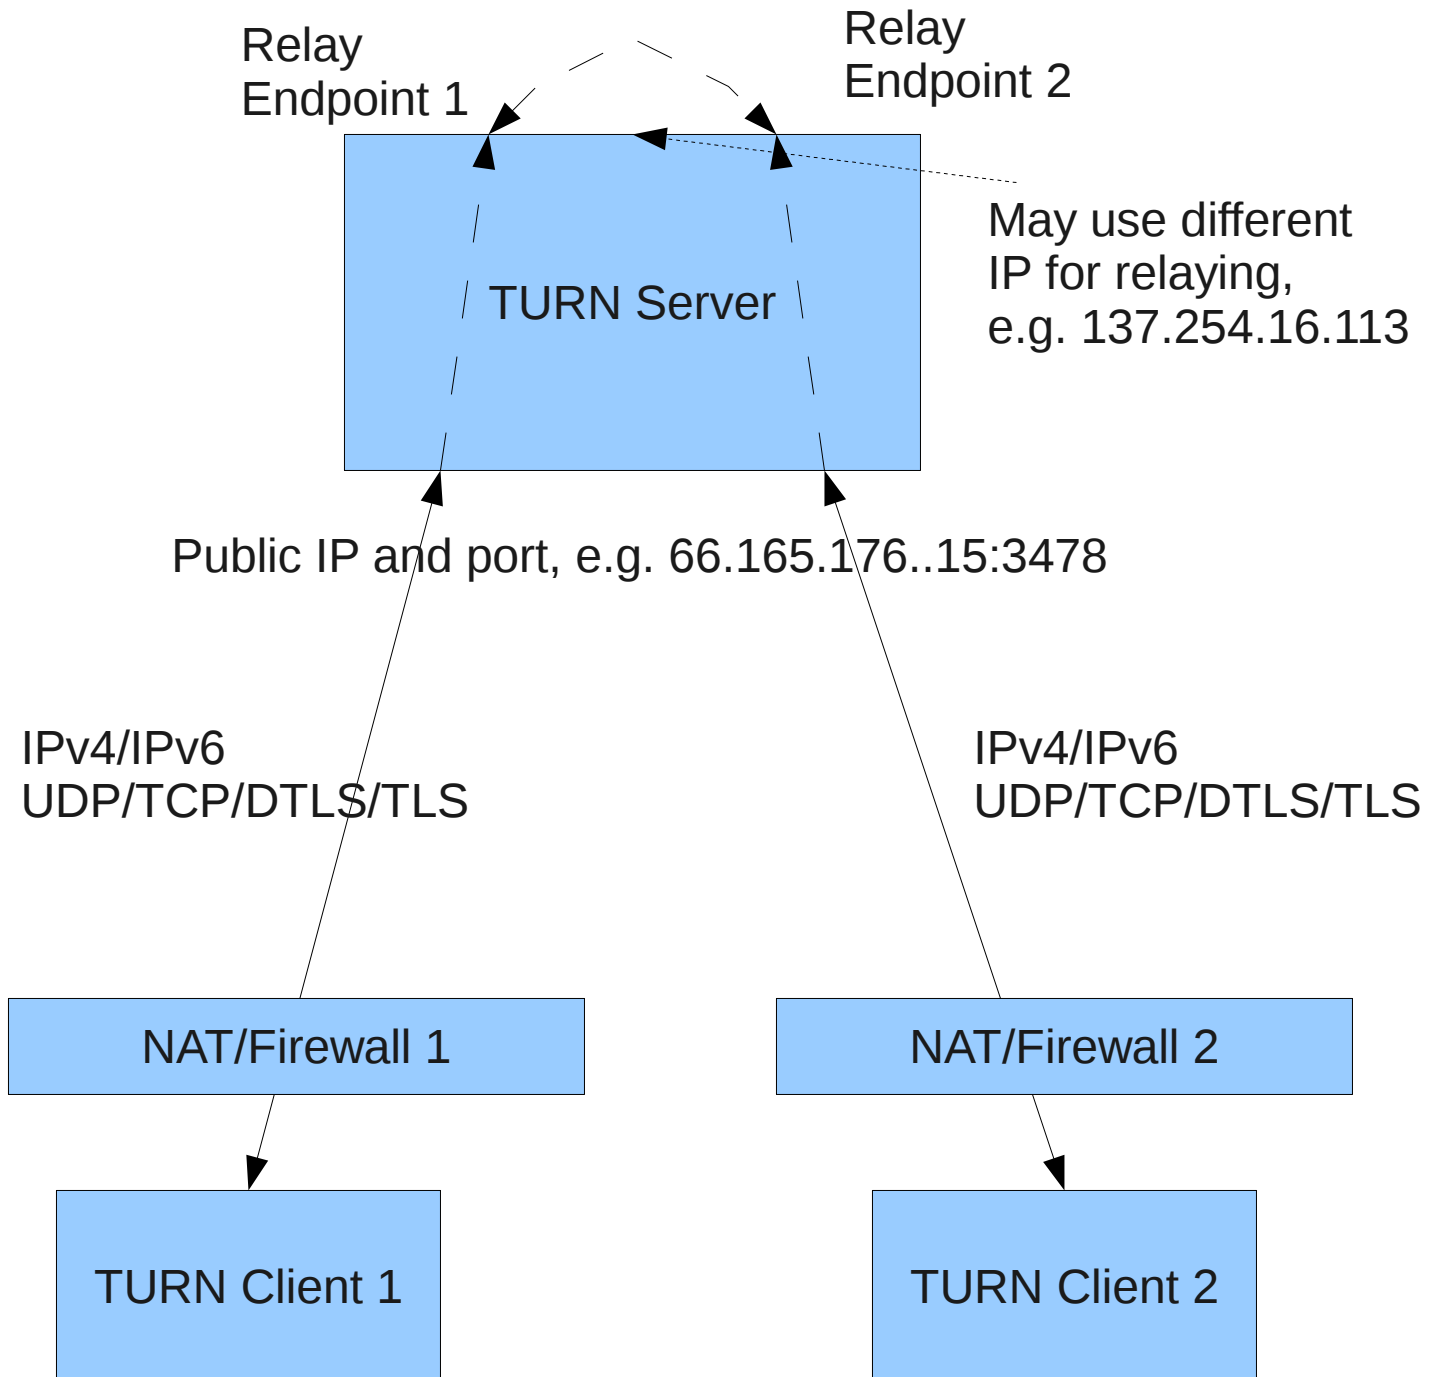 Relay
Endpoint 1
Relay
Endpoint 2
TURN Server
May use different
IP for relaying,
e.g. 137.254.16.113
Public IP and port, e.g. 66.165.176..15:3478
IPv4/IPv6
UDP/TCP/DTLS/TLS
IPv4/IPv6
UDP/TCP/DTLS/TLS
NAT/Firewall 1
NAT/Firewall 2
TURN Client 1
TURN Client 2